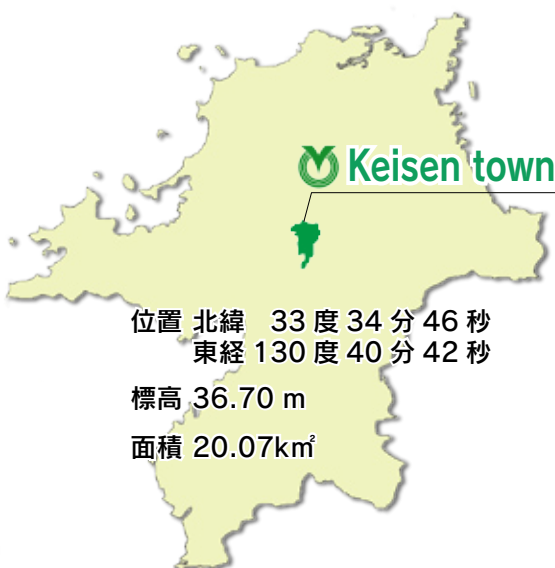 Keisen town
位置 北緯　33 度 34 分 46 秒
東経 130 度 40 分 42 秒
標高 36.70 m
面積 20.07k㎡